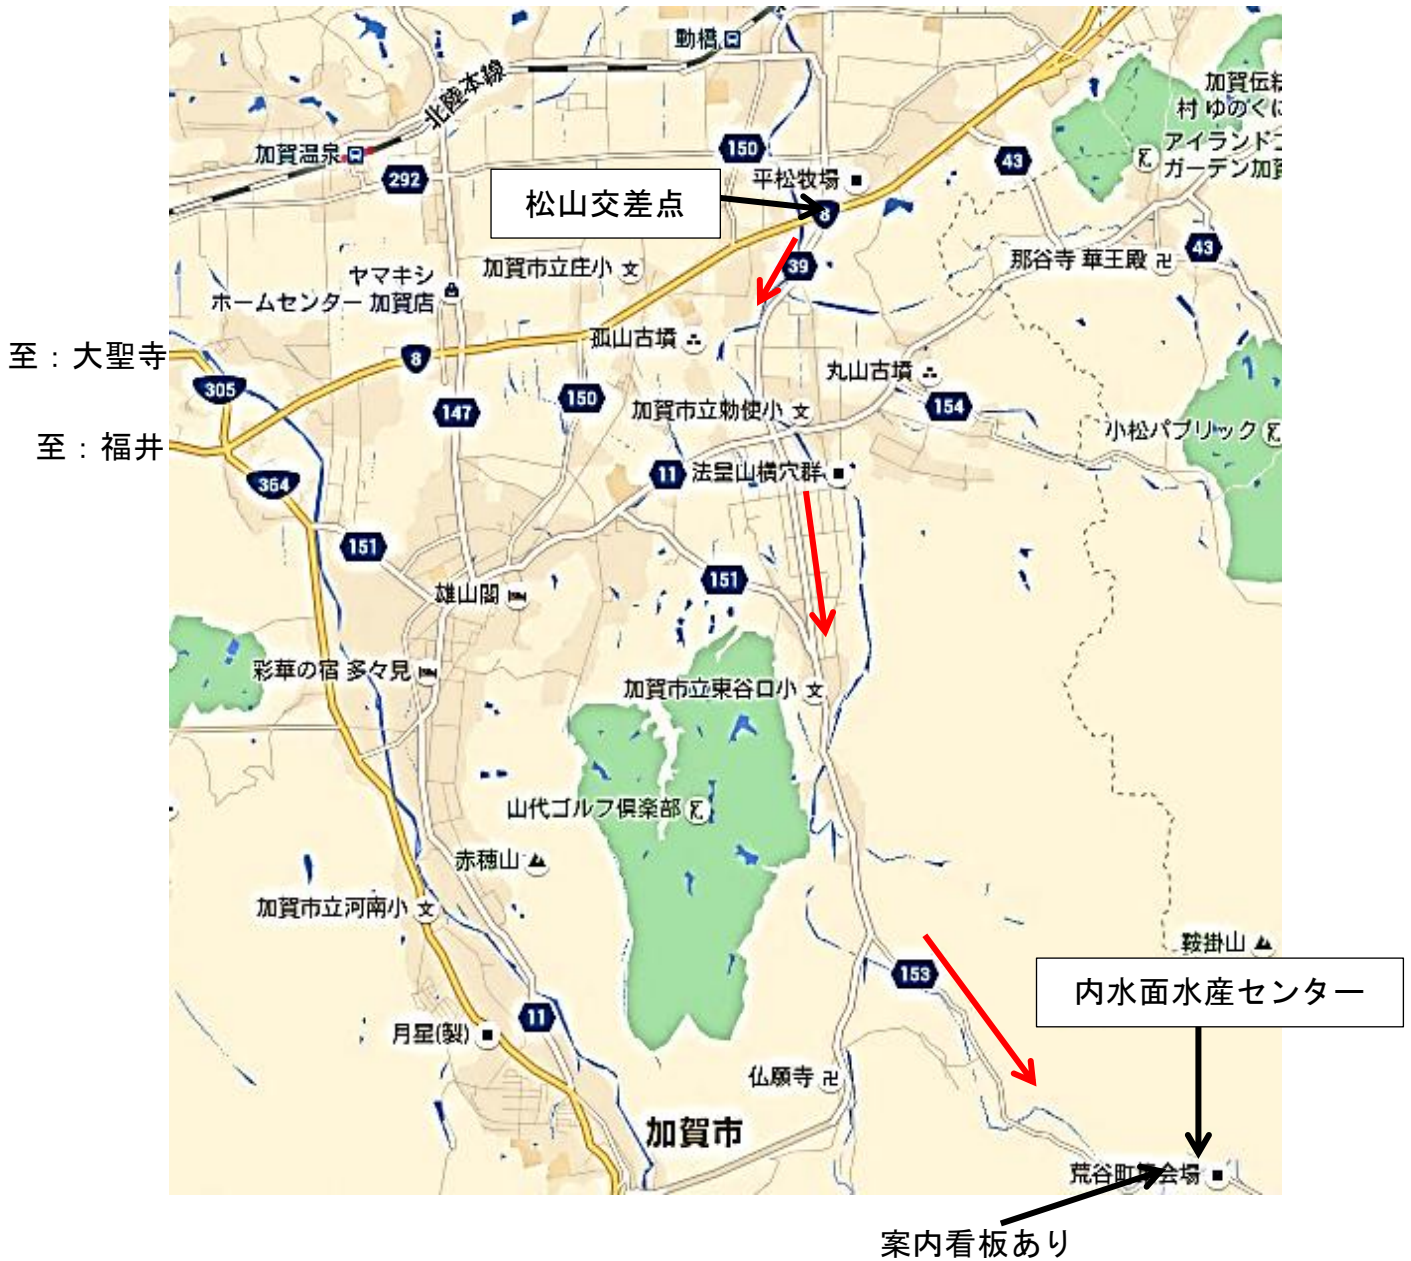 動橋
北陸本線
加賀温泉
292
150
平松牧場
43
加賀伝統
村 ゆのくに
アイランド
ガーデン加賀
松山交差点
8
39
43
那谷寺 華王殿
加賀市立庄小
ヤマキシ
ホームセンター 加賀店
至：大聖寺
305
8
孤山古墳
丸山古墳
147
150
加賀市立勅使小
154
小松パブリック
至：福井
364
11
法皇山横穴群
151
151
雄山閣
彩華の宿 多々見
加賀市立東谷口小
山代ゴルフ倶楽部
赤穂山
加賀市立河南小
鞍掛山
153
内水面水産センター
11
月星(製)
仏願寺
加賀市
荒谷町集会場
案内看板あり